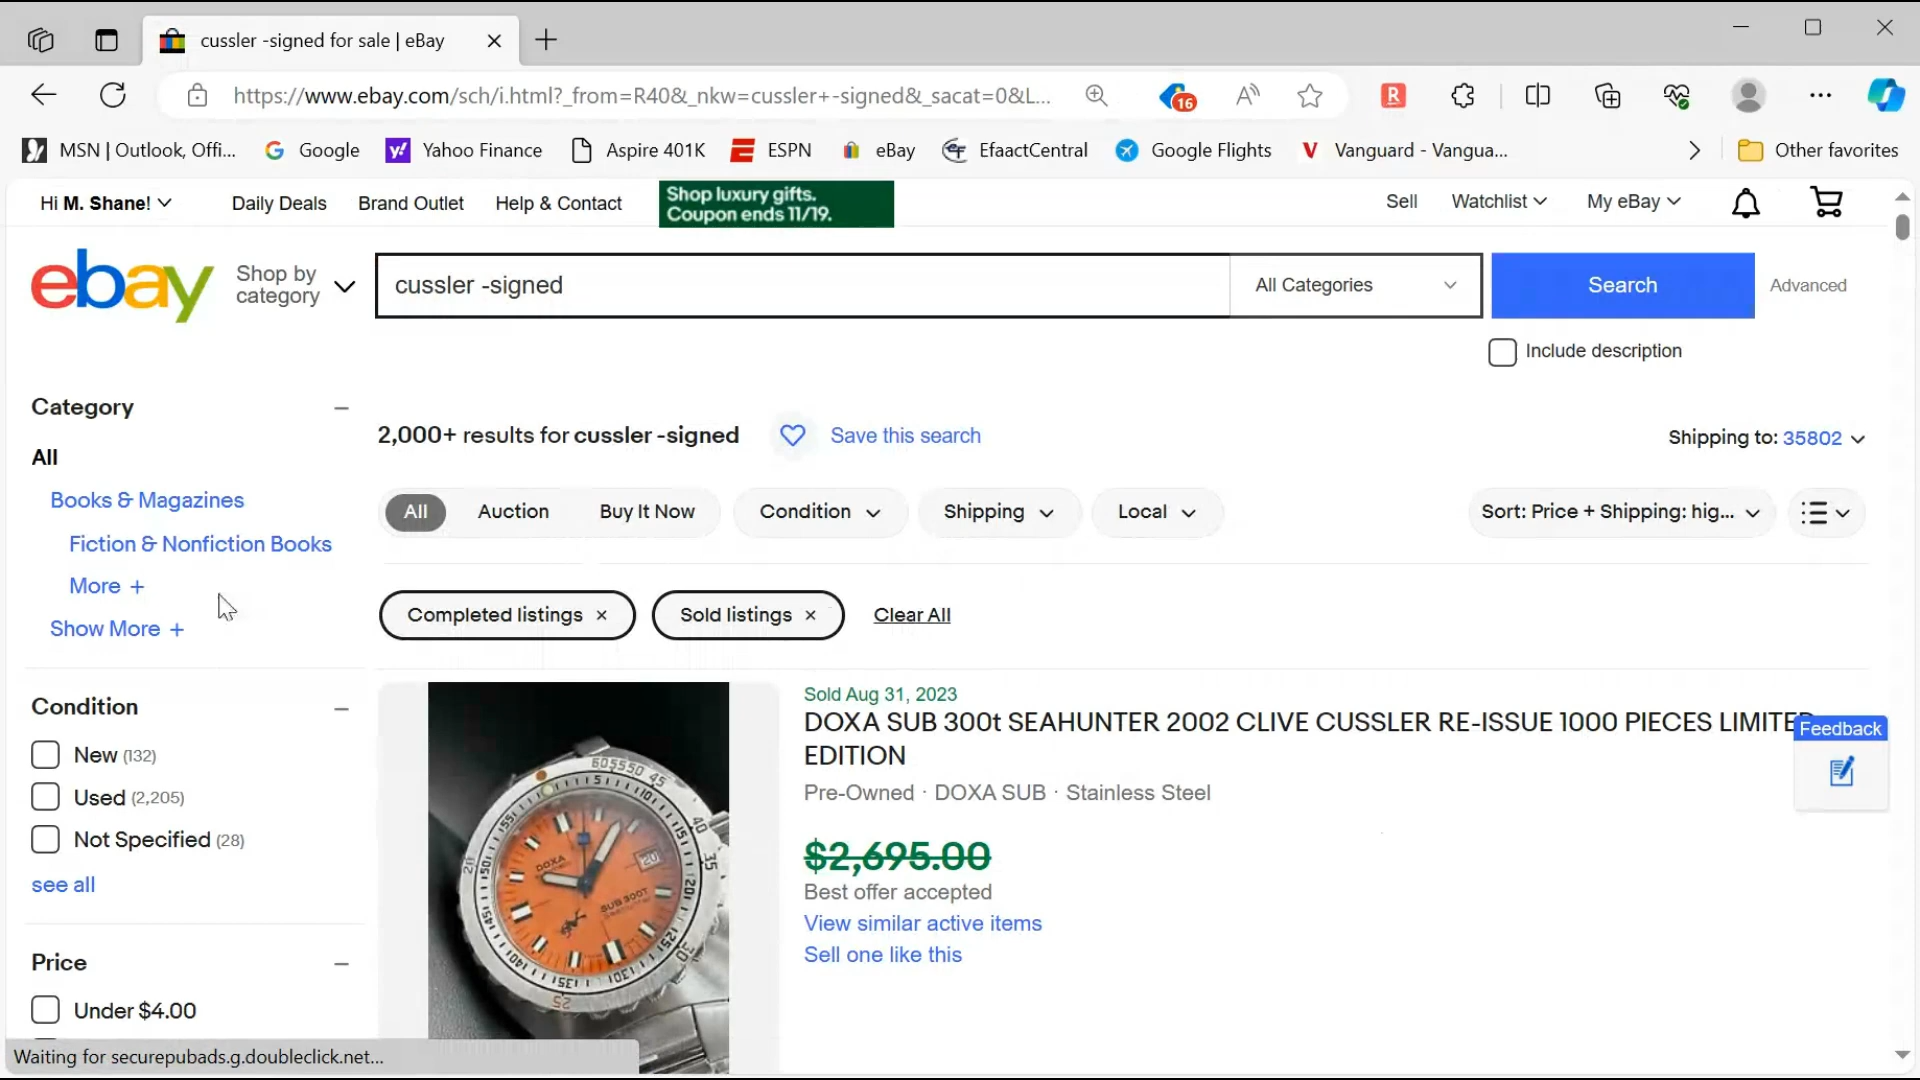 cussler -signed for sale | eBay
https://www.ebay.com/sch/i.html?_from=R40&_nkw=cussler+-signed&_sacat=0&L...
16
R
MSN | Outlook, Offi...
Google
Yahoo Finance
Aspire 401K
ESPN
eBay
EfaactCentral
Google Flights
Vanguard - Vangua...
Other favorites
Hi M. Shane!
Daily Deals
Brand Outlet
Help & Contact
Shop luxury gifts.
Coupon ends 11/19.
Sell
Watchlist
My eBay
ebay
Shop by
category
cussler -signed
All Categories
Search
Advanced
Include description
Category
All
Books & Magazines
Fiction & Nonfiction Books
More +
Show More +
2,000+ results for cussler -signed
Save this search
Shipping to: 35802
All
Auction
Buy It Now
Condition
Shipping
Local
Sort: Price + Shipping: hig...
Completed listings ×
Sold listings ×
Clear All
Condition
New (132)
Used (2,205)
Not Specified (28)
see all
Price
Under $4.00
Sold Aug 31, 2023
DOXA SUB 300t SEAHUNTER 2002 CLIVE CUSSLER RE-ISSUE 1000 PIECES LIMITED
EDITION
Pre-Owned · DOXA SUB · Stainless Steel
$2,695.00
Best offer accepted
View similar active items
Sell one like this
Feedback
DOXA
20
SUB 300T
Waiting for securepubads.g.doubleclick.net...